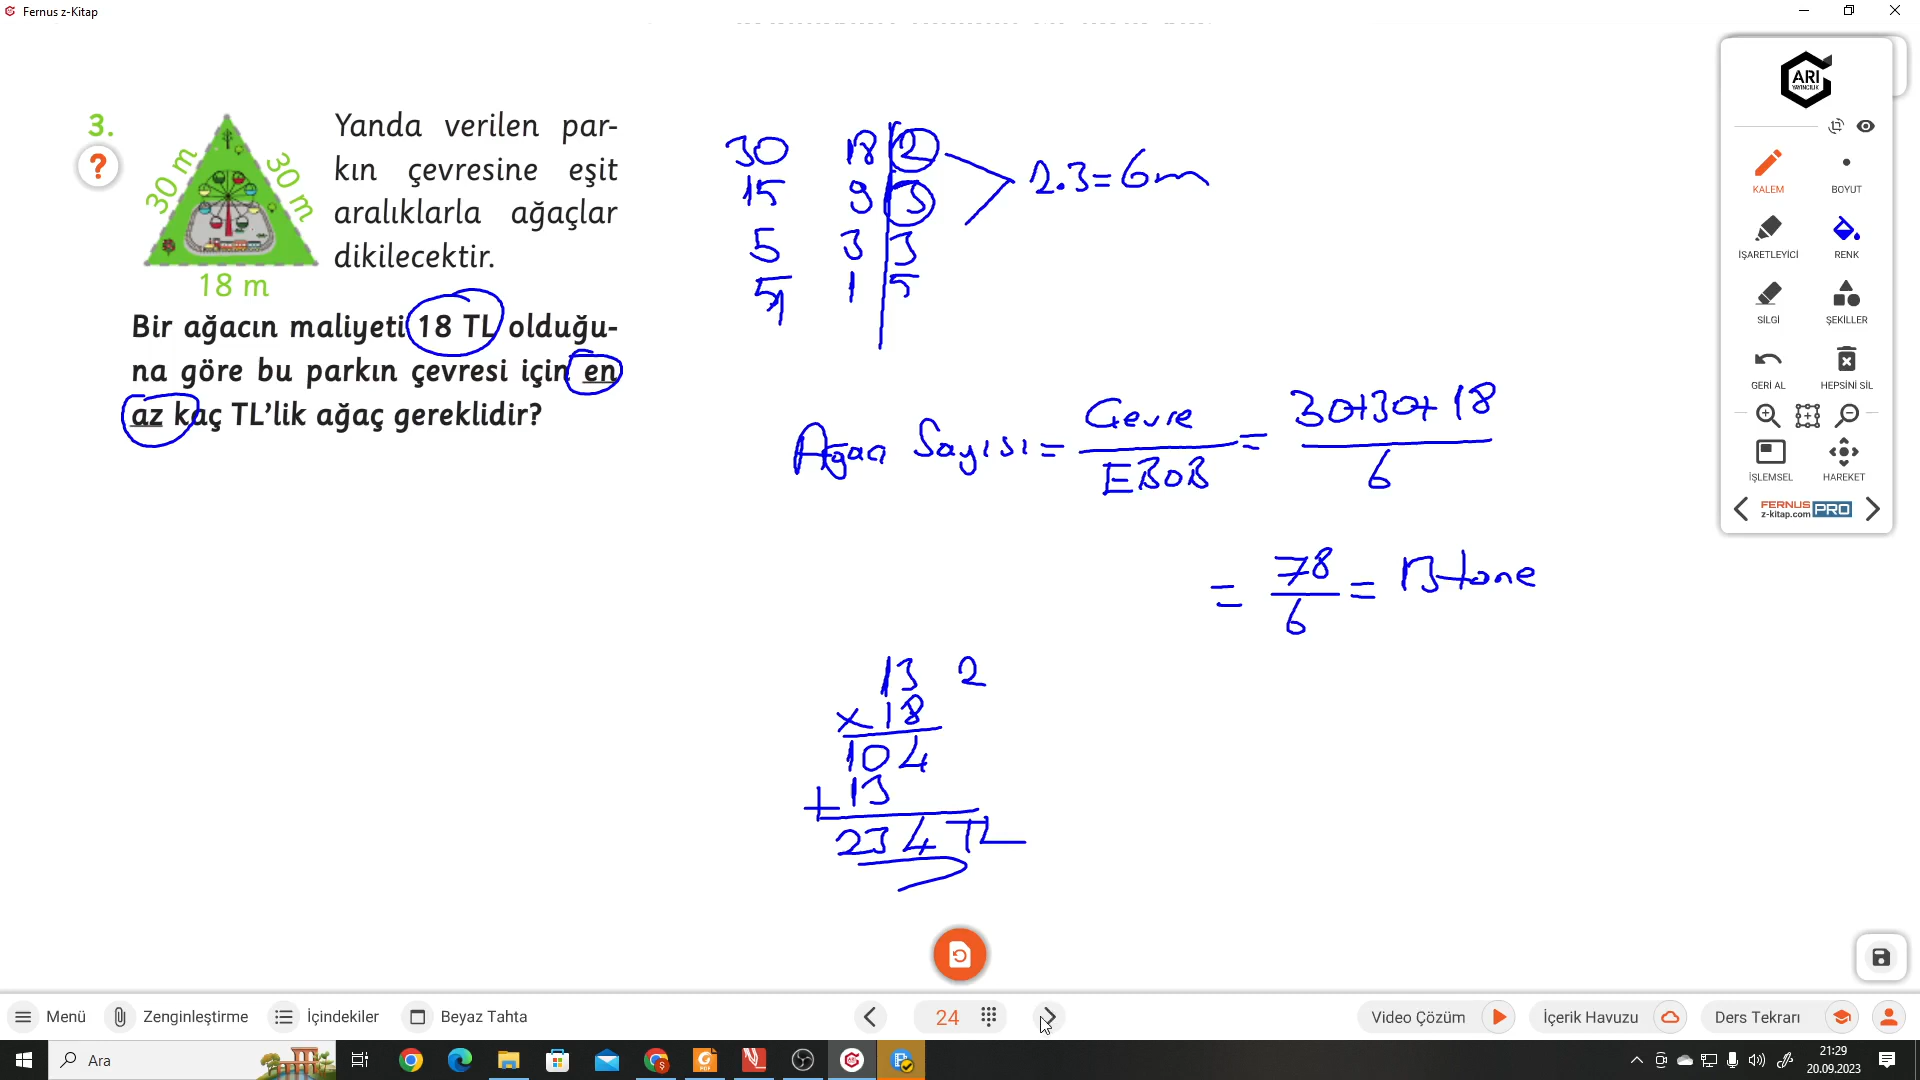 Fernus z-Kitap
3.
?
30 m
30 m
18 m
Yanda verilen par-
kın çevresine eşit
aralıklarla ağaçlar
dikilecektir.
Bir ağacın maliyeti 18 TL olduğu-
na göre bu parkın çevresi için en
az kaç TL'lik ağaç gereklidir?
30 18 2
15 9 3
5 3 3
5 1 5
1
2.3=6m
Ağaç Sayısı = Çevre / EBOB = 30+30+18 / 6
= 78 / 6 = 13 tane
13 2
x 18
104
+ 13
234 TL
ARI
YAYINCILIK
KALEM
BOYUT
İŞARETLEYİCİ
RENK
SİLGİ
ŞEKİLLER
GERİ AL
HEPSİNİ SİL
İŞLEMSEL
HAREKET
FERNUS
z-kitap.com PRO
Menü
Zenginleştirme
İçindekiler
Beyaz Tahta
24
Video Çözüm
İçerik Havuzu
Ders Tekrarı
Ara
21:29
20.09.2023